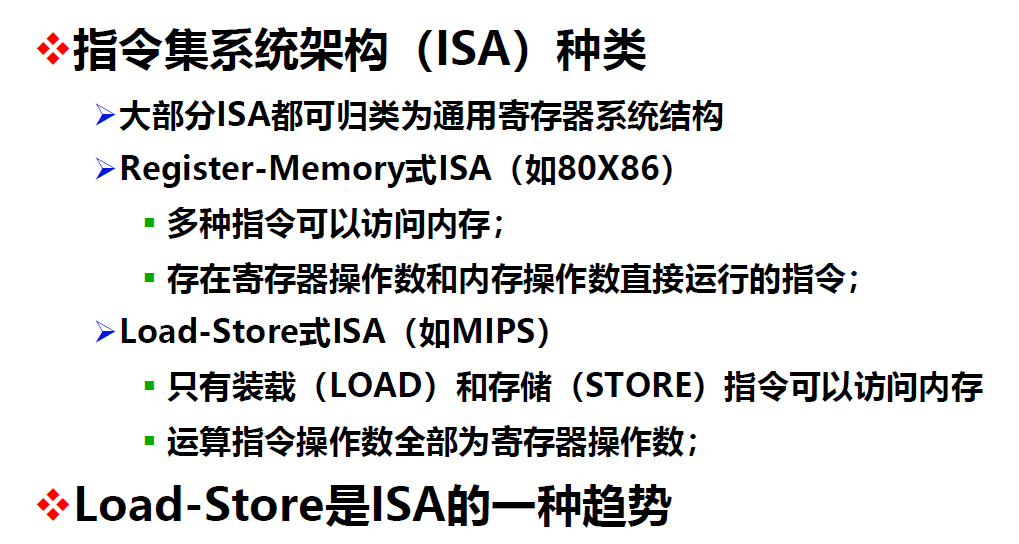 指令集系统架构（ISA）种类
大部分ISA都可归类为通用寄存器系统结构
Register-Memory式ISA（如80X86）
多种指令可以访问内存；
存在寄存器操作数和内存操作数直接运行的指令；
Load-Store式ISA（如MIPS）
只有装载（LOAD）和存储（STORE）指令可以访问内存
运算指令操作数全部为寄存器操作数；
Load-Store是ISA的一种趋势